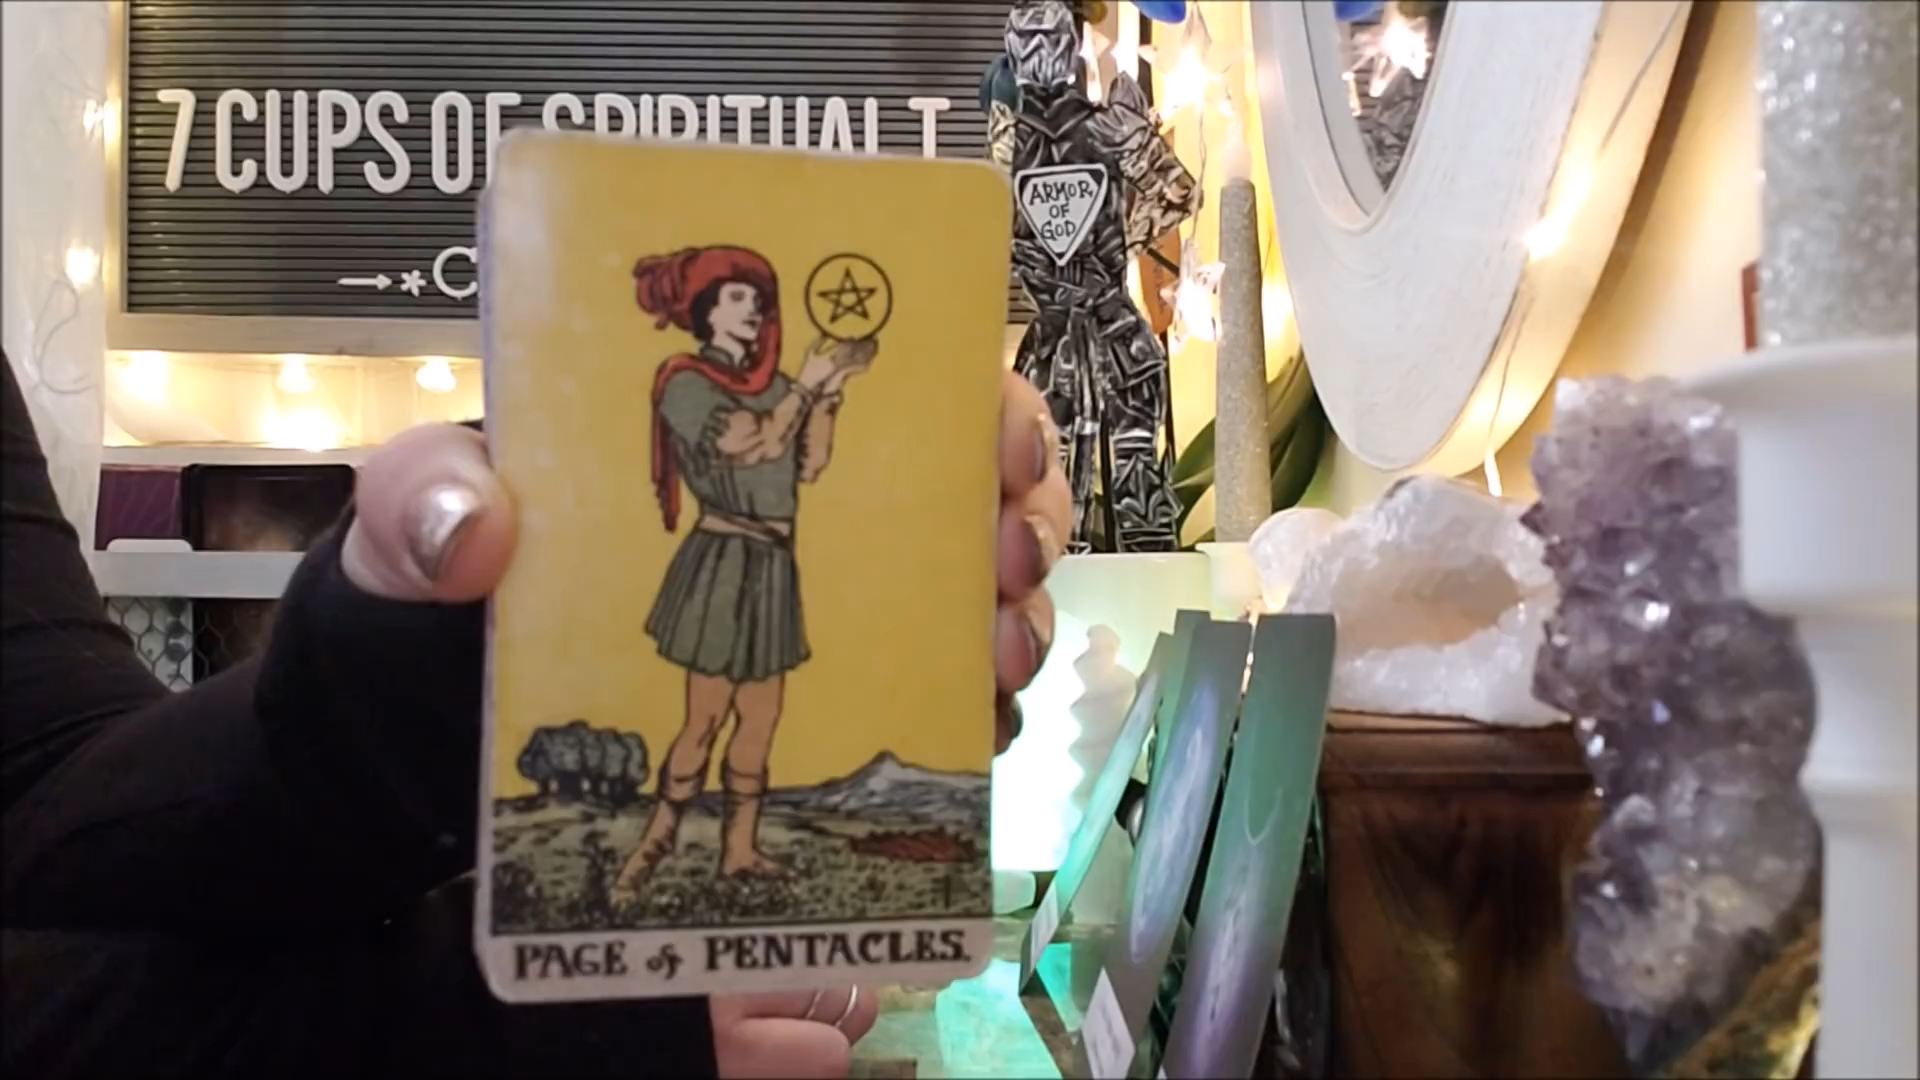 7 CUPS OF SPIRITUAL T
→*C
ARMOR
OF
GOD
PAGE of PENTACLES.